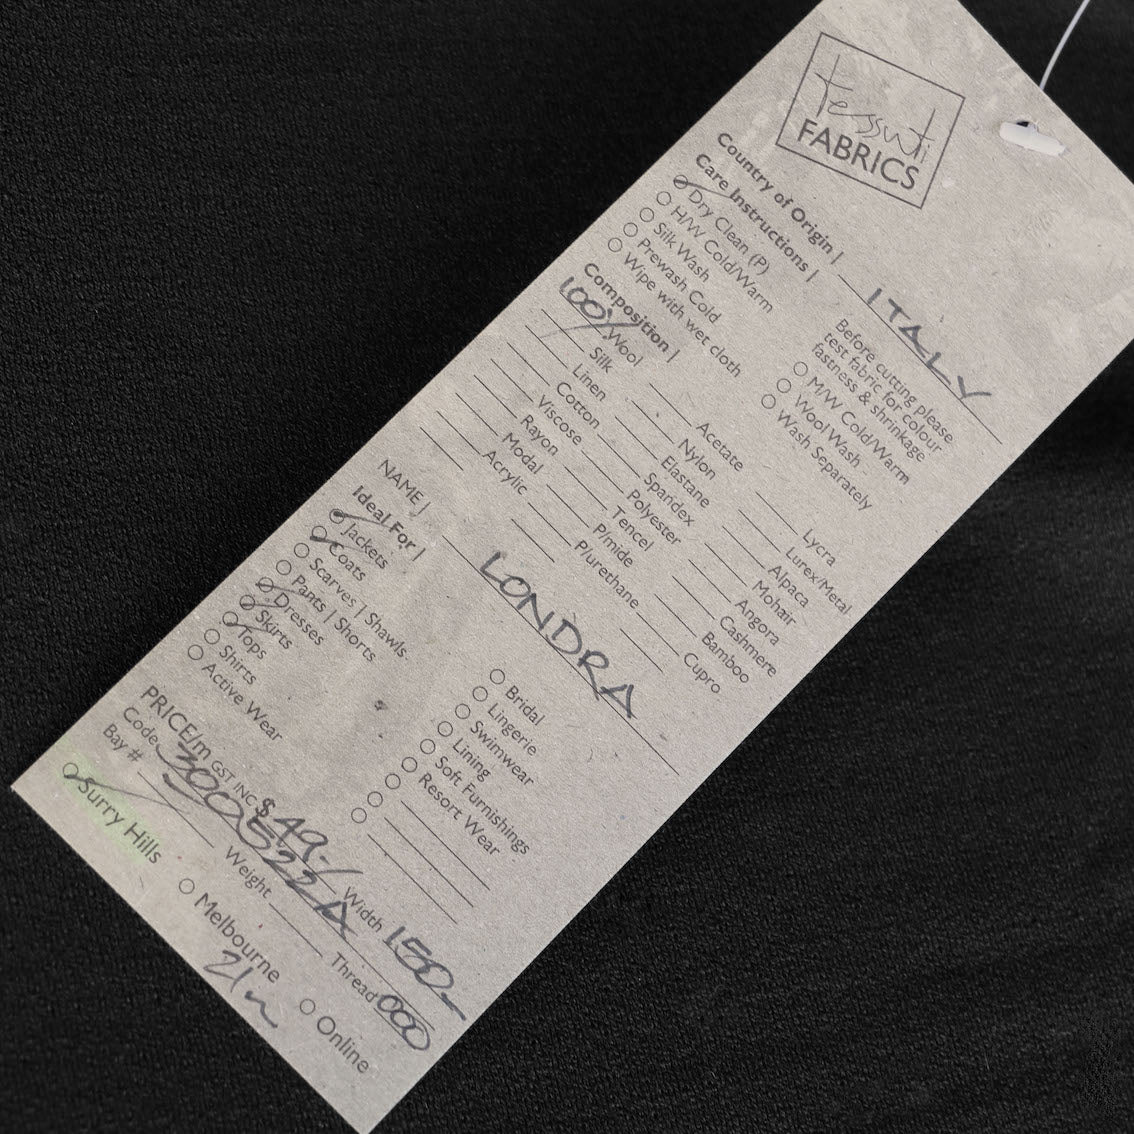 tessuti
FABRICS
Country of Origin | ITALY
Care Instructions |
Dry Clean (P)
H/W Cold/Warm
Silk Wash
Prewash Cold
Wipe with wet cloth
Before cutting please
test fabric for colour
fastness & shrinkage
M/W Cold/Warm
Wool Wash
Wash Separately
Composition |
100% Wool
Silk
Linen
Cotton
Viscose
Rayon
Modal
Acrylic
Acetate
Nylon
Elastane
Spandex
Polyester
Tencel
P/mide
P/urethane
Lycra
Lurex/Metal
Alpaca
Mohair
Angora
Cashmere
Bamboo
Cupro
NAME | LONDRA
Ideal For |
Jackets
Coats
Scarves | Shawls
Pants | Shorts
Dresses
Skirts
Tops
Shirts
Active Wear
Bridal
Lingerie
Swimwear
Lining
Soft Furnishings
Resort Wear
PRICE/m GST INC $49.- Width 150-
Code 300522A Thread 000
Bay # Weight
Surry Hills Melbourne Online
21m